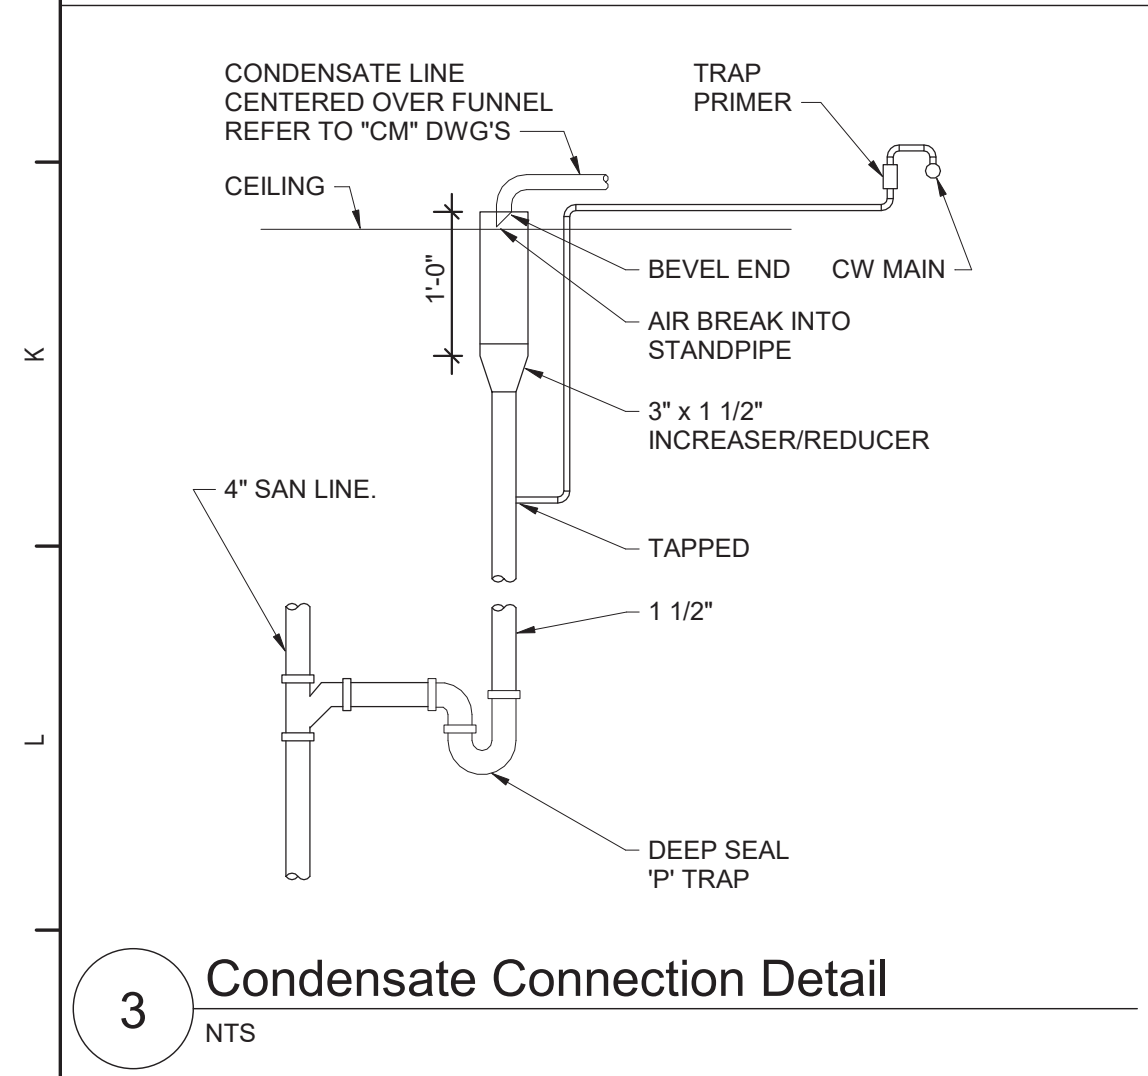 CONDENSATE LINE
CENTERED OVER FUNNEL
REFER TO "CM" DWG'S
TRAP
PRIMER
CEILING
1'-0"
BEVEL END
CW MAIN
AIR BREAK INTO
STANDPIPE
K
3" x 1 1/2"
INCREASER/REDUCER
4" SAN LINE.
TAPPED
1 1/2"
L
DEEP SEAL
'P' TRAP
3
Condensate Connection Detail
NTS